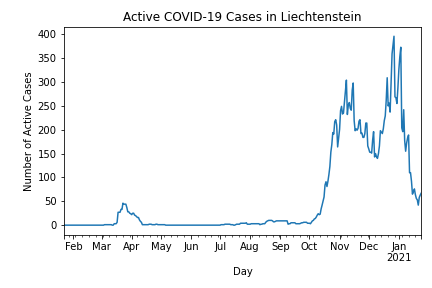 Active COVID-19 Cases in Liechtenstein
Number of Active Cases
400
350
300
250
200
150
100
50
0
Feb Mar Apr May Jun Jul Aug Sep Oct Nov Dec Jan
2021
Day